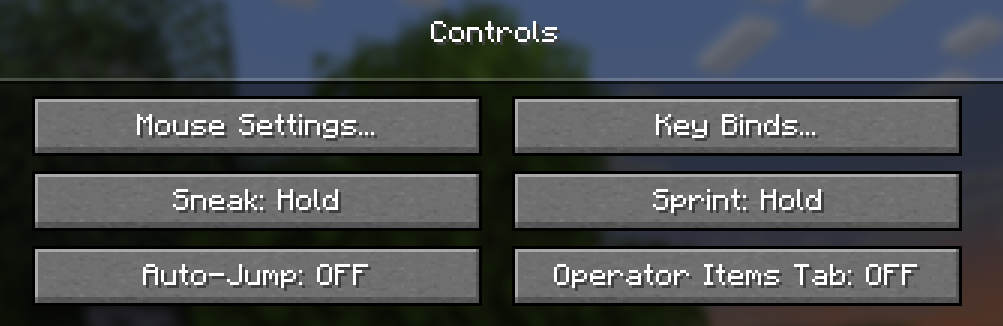 Controls
Mouse Settings...
Key Binds...
Sneak: Hold
Sprint: Hold
Auto-Jump: OFF
Operator Items Tab: OFF